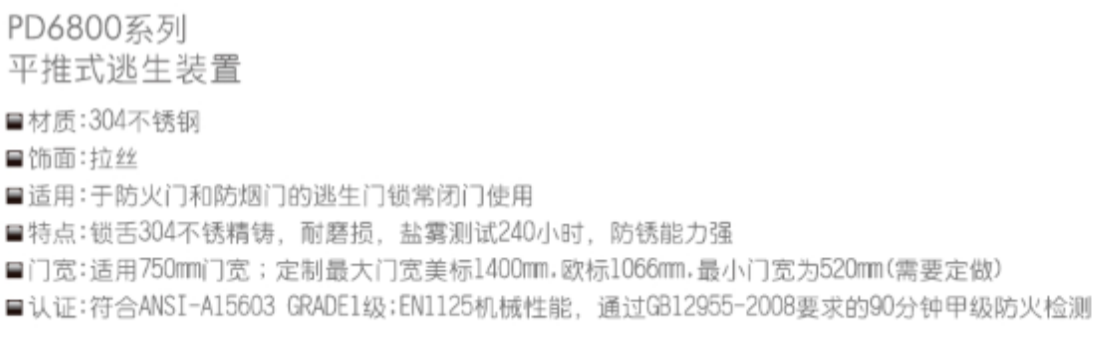 PD6800系列
平推式逃生装置
材质:304不锈钢
饰面:拉丝
适用:于防火门和防烟门的逃生门锁常闭门使用
特点:锁舌304不锈精铸，耐磨损，盐雾测试240小时，防锈能力强
门宽:适用750mm门宽；定制最大门宽美标1400mm.欧标1066mm.最小门宽为520mm(需要定做)
认证:符合ANSI-A15603 GRADE1级;EN1125机械性能，通过GB12955-2008要求的90分钟甲级防火检测